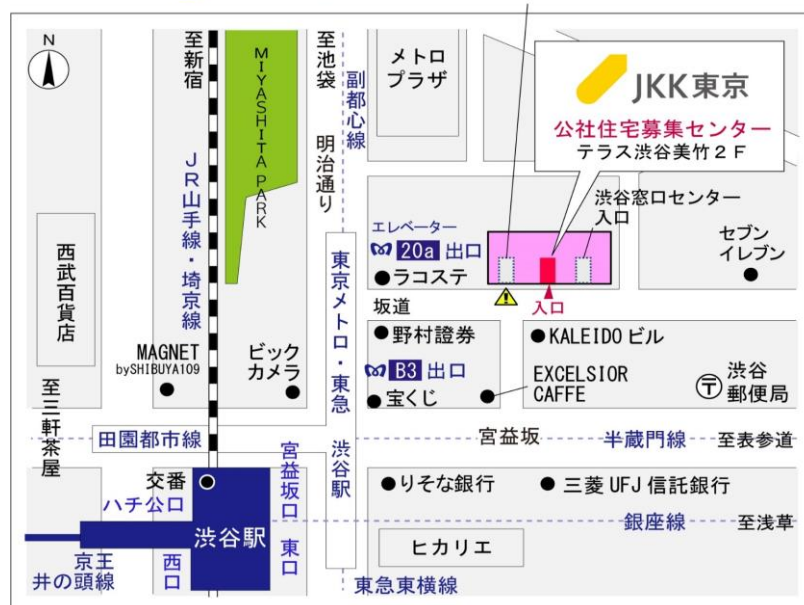 N
至新宿
MIYASHITA PARK
至池袋
明治通り
副都心線
メトロ
プラザ
JKK東京
公社住宅募集センター
テラス渋谷美竹２Ｆ
渋谷窓口センター
入口
JR山手線・埼京線
西武百貨店
エレベーター
20a 出口
ラコステ
セブン
イレブン
入口
坂道
東京メトロ・東急 渋谷駅
MAGNET
bySHIBUYA109
ビック
カメラ
野村證券
KALEIDO ビル
B3 出口
EXCELSIOR
CAFFE
宝くじ
〒
渋谷
郵便局
至三軒茶屋
田園都市線
宮益坂
半蔵門線
至表参道
交番
宮益坂口
ハチ公口
りそな銀行
三菱 UFJ 信託銀行
渋谷駅
銀座線
至浅草
京王
井の頭線
西口
東口
ヒカリエ
東急東横線